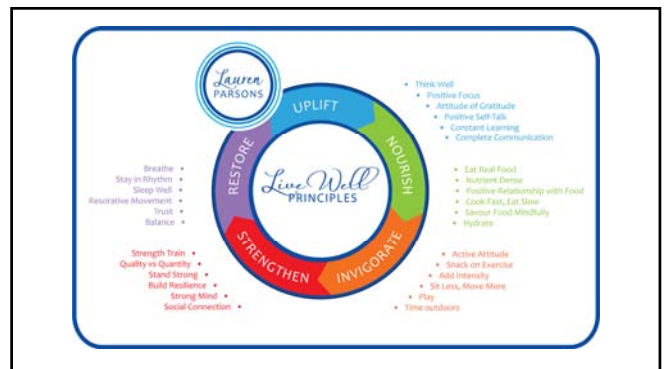 Lauren
PARSONS
UPLIFT
NOURISH
INVIGORATE
STRENGTHEN
RESTORE
Live Well
PRINCIPLES
• Think Well
• Positive Focus
• Attitude of Gratitude
• Positive Self-Talk
• Constant Learning
• Complete Communication
• Eat Real Food
• Nutrient Dense
• Positive Relationship with Food
• Cook Fast, Eat Slow
• Savour Food Mindfully
• Hydrate
• Active Attitude
• Snack on Exercise
• Add Intensity
• Sit Less, Move More
• Play
• Time outdoors
Strength Train •
Quality vs Quantity •
Stand Strong •
Build Resilience •
Strong Mind •
Social Connection •
Breathe •
Stay in Rhythm •
Sleep Well •
Resorative Movement •
Trust •
Balance •